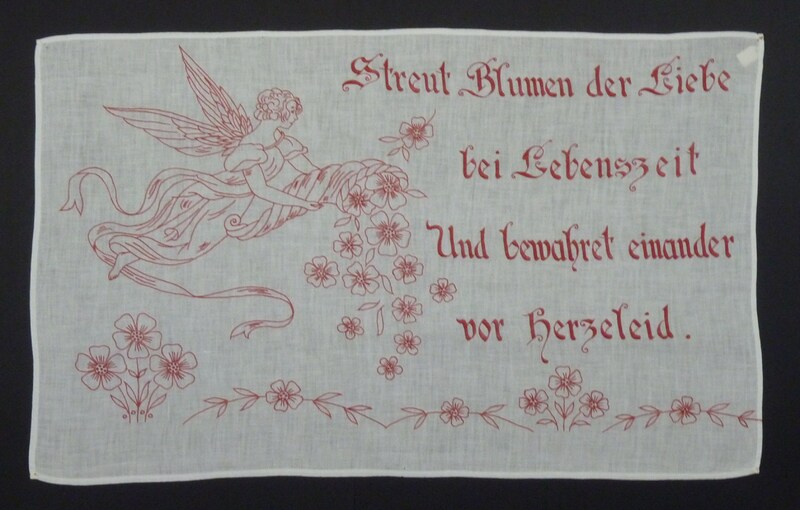 Streut Blumen der Liebe
bei Lebenszeit
Und bewahret einander
vor Herzeleid.